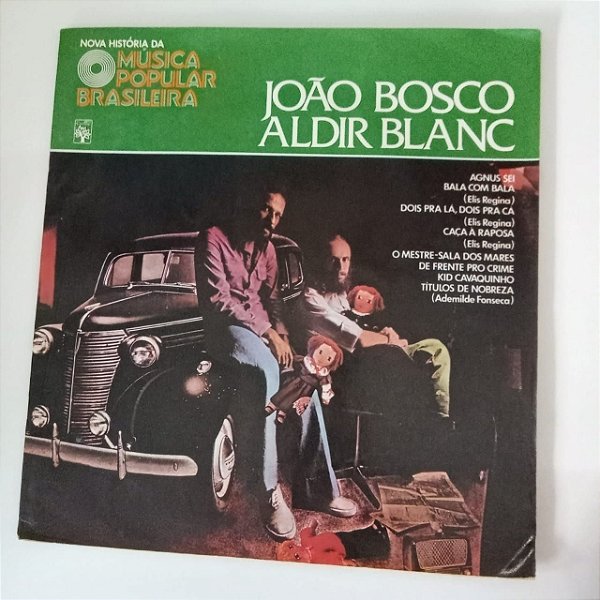 NOVA HISTÓRIA DA
MÚSICA
POPULAR
BRASILEIRA
JOÃO BOSCO
ALDIR BLANC
AGNUS SEI
BALA COM BALA
(Elis Regina)
DOIS PRA LÁ, DOIS PRA CÁ
(Elis Regina)
CAÇA À RAPOSA
(Elis Regina)
O MESTRE-SALA DOS MARES
DE FRENTE PRO CRIME
KID CAVAQUINHO
TÍTULOS DE NOBREZA
(Ademilde Fonseca)